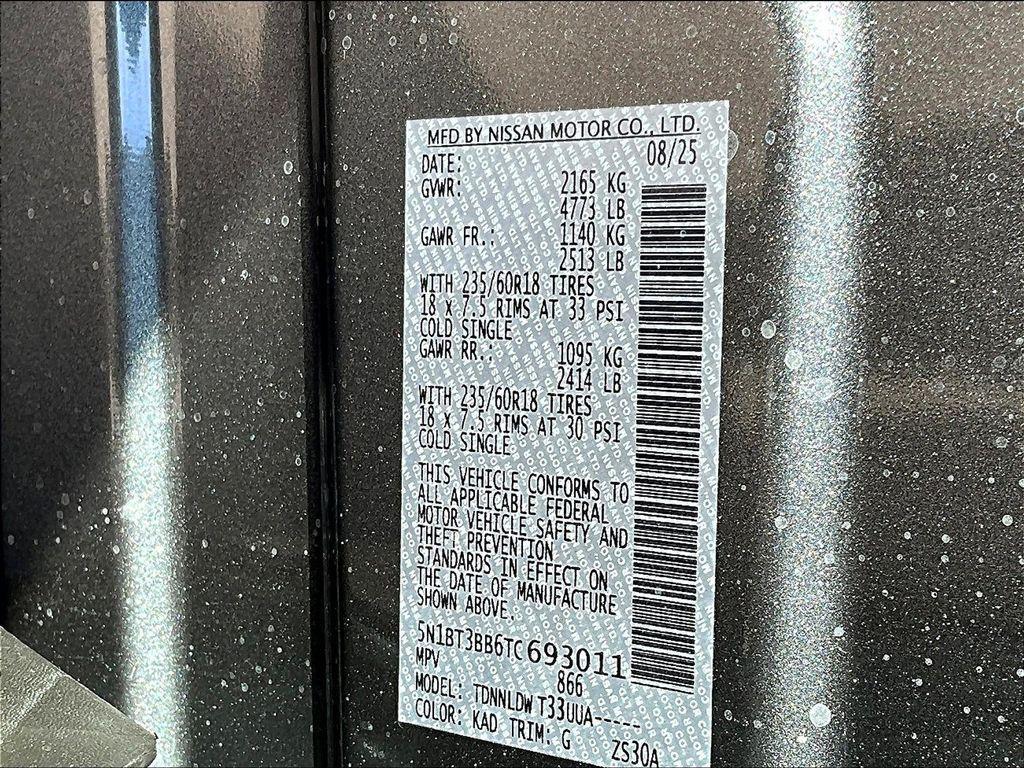 MFD BY NISSAN MOTOR CO., LTD.
DATE: 08/25
GVWR: 2165 KG
4773 LB
GAWR FR.: 1140 KG
2513 LB
WITH 235/60R18 TIRES
18 x 7.5 RIMS AT 33 PSI
COLD SINGLE
GAWR RR.: 1095 KG
2414 LB
WITH 235/60R18 TIRES
18 x 7.5 RIMS AT 30 PSI
COLD SINGLE
THIS VEHICLE CONFORMS TO
ALL APPLICABLE FEDERAL
MOTOR VEHICLE SAFETY AND
THEFT PREVENTION
STANDARDS IN EFFECT ON
THE DATE OF MANUFACTURE
SHOWN ABOVE.
5N1BT3BB6TC693011
MPV 866
MODEL: TDNNLDW T33UUA-----
COLOR: KAD TRIM: G ZS30A